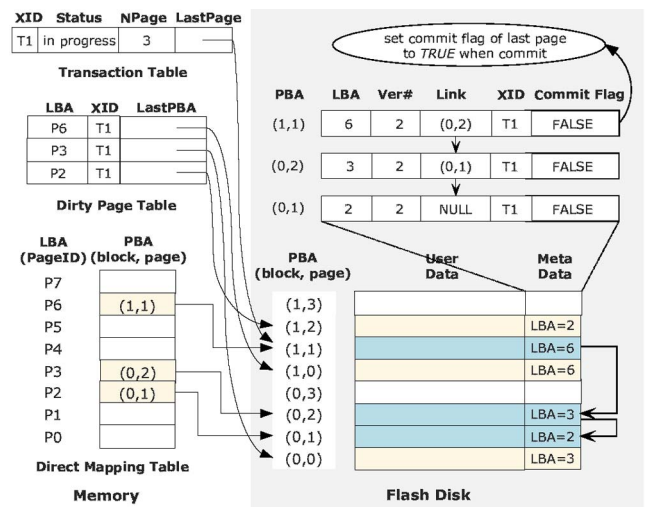 XID Status NPage LastPage
T1 in progress 3
Transaction Table
LBA XID LastPBA
P6 T1
P3 T1
P2 T1
Dirty Page Table
LBA (PageID) PBA (block, page)
P7
P6 (1,1)
P5
P4
P3 (0,2)
P2 (0,1)
P1
P0
Direct Mapping Table
Memory
set commit flag of last page
to TRUE when commit
PBA LBA Ver# Link XID Commit Flag
(1,1) 6 2 (0,2) T1 FALSE
(0,2) 3 2 (0,1) T1 FALSE
(0,1) 2 2 NULL T1 FALSE
PBA User Meta
(block, page) Data Data
(1,3)
(1,2) LBA=2
(1,1) LBA=6
(1,0) LBA=6
(0,3)
(0,2) LBA=3
(0,1) LBA=2
(0,0) LBA=3
Flash Disk